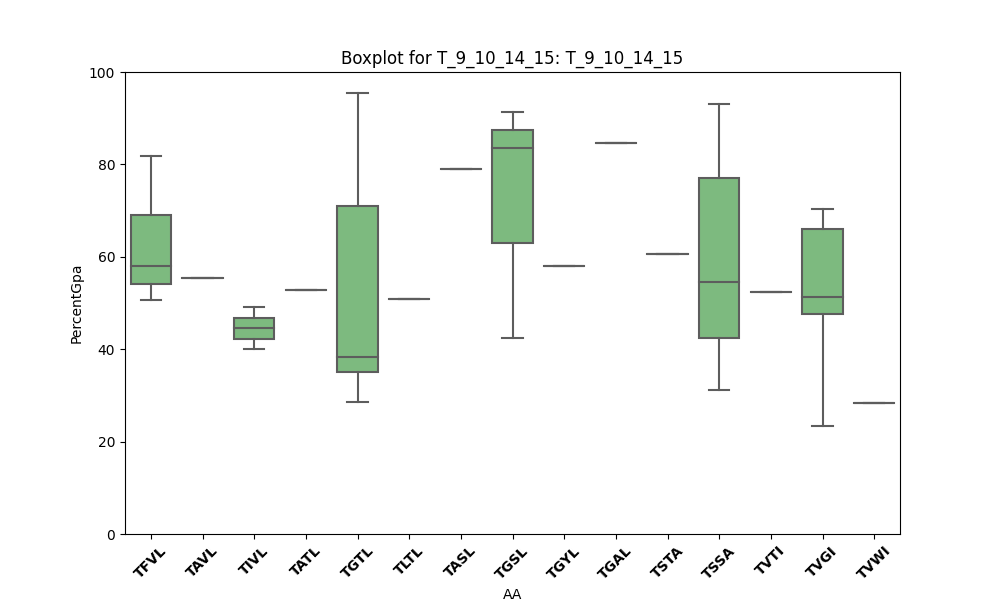 Boxplot for T_9_10_14_15: T_9_10_14_15
100
80
60
40
20
0
PercentGpa
TFVL TAVL TIVL TATL TGTL TLTL TASL TGSL TGYL TGAL TSTA TSSA TVTI TVGI TVWI
AA